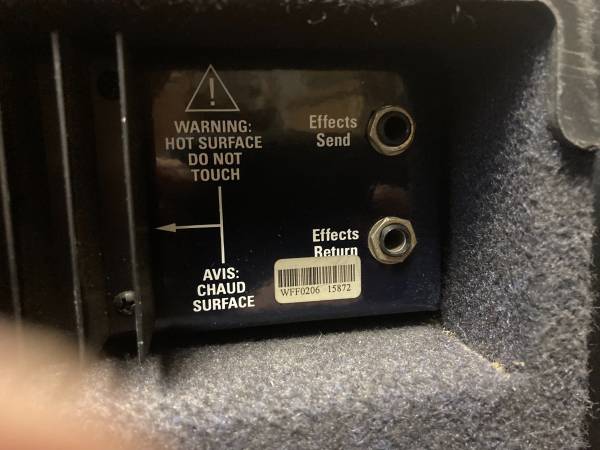 !
WARNING:
HOT SURFACE
DO NOT
TOUCH
AVIS:
CHAUD
SURFACE
Effects
Send
Effects
Return
WFF0206 15872